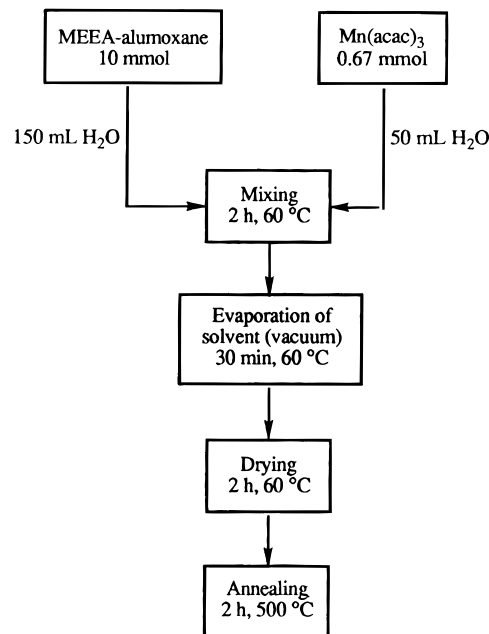 MEEA-alumoxane
10 mmol
Mn(acac)₃
0.67 mmol
150 mL H₂O
50 mL H₂O
Mixing
2 h, 60 °C
Evaporation of
solvent (vacuum)
30 min, 60 °C
Drying
2 h, 60 °C
Annealing
2 h, 500 °C